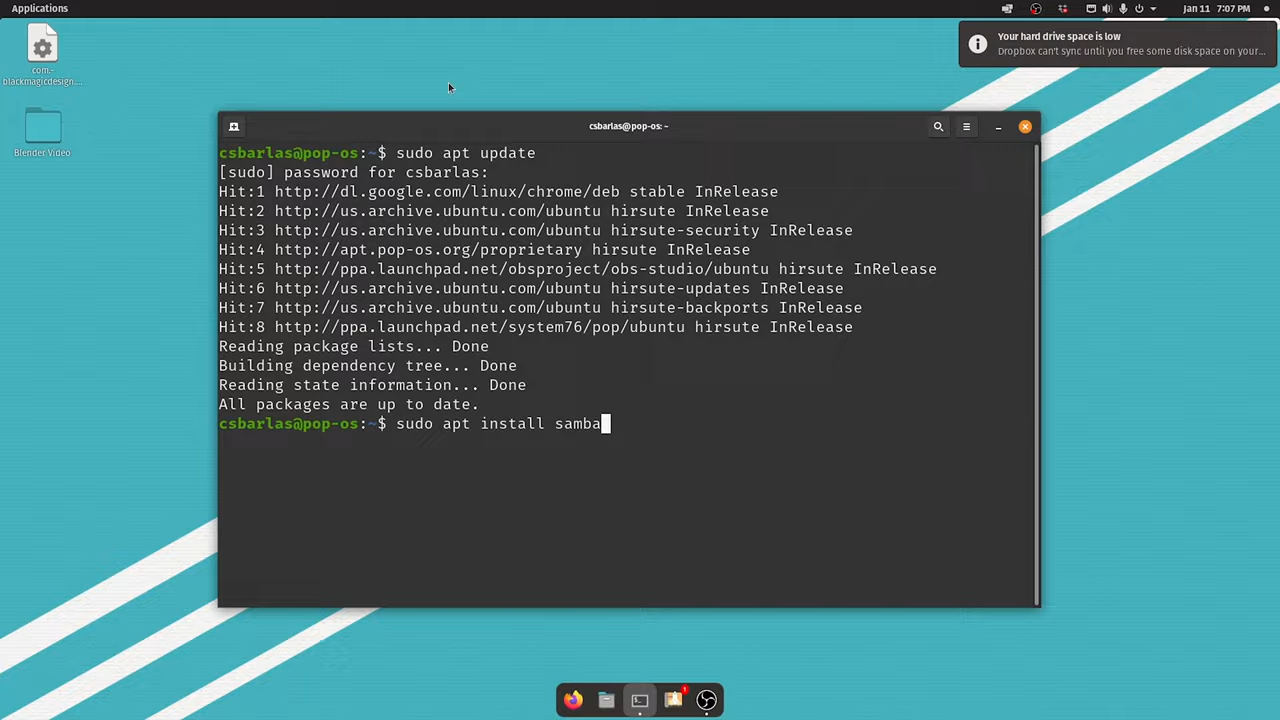 Applications
Jan 11 7:07 PM
Your hard drive space is low
Dropbox can't sync until you free some disk space on your...
com.-
blackmagicdesign....
Blender Video
csbarlas@pop-os: ~
csbarlas@pop-os:~$ sudo apt update
[sudo] password for csbarlas:
Hit:1 http://dl.google.com/linux/chrome/deb stable InRelease
Hit:2 http://us.archive.ubuntu.com/ubuntu hirsute InRelease
Hit:3 http://us.archive.ubuntu.com/ubuntu hirsute-security InRelease
Hit:4 http://apt.pop-os.org/proprietary hirsute InRelease
Hit:5 http://ppa.launchpad.net/obsproject/obs-studio/ubuntu hirsute InRelease
Hit:6 http://us.archive.ubuntu.com/ubuntu hirsute-updates InRelease
Hit:7 http://us.archive.ubuntu.com/ubuntu hirsute-backports InRelease
Hit:8 http://ppa.launchpad.net/system76/pop/ubuntu hirsute InRelease
Reading package lists... Done
Building dependency tree... Done
Reading state information... Done
All packages are up to date.
csbarlas@pop-os:~$ sudo apt install samba
1